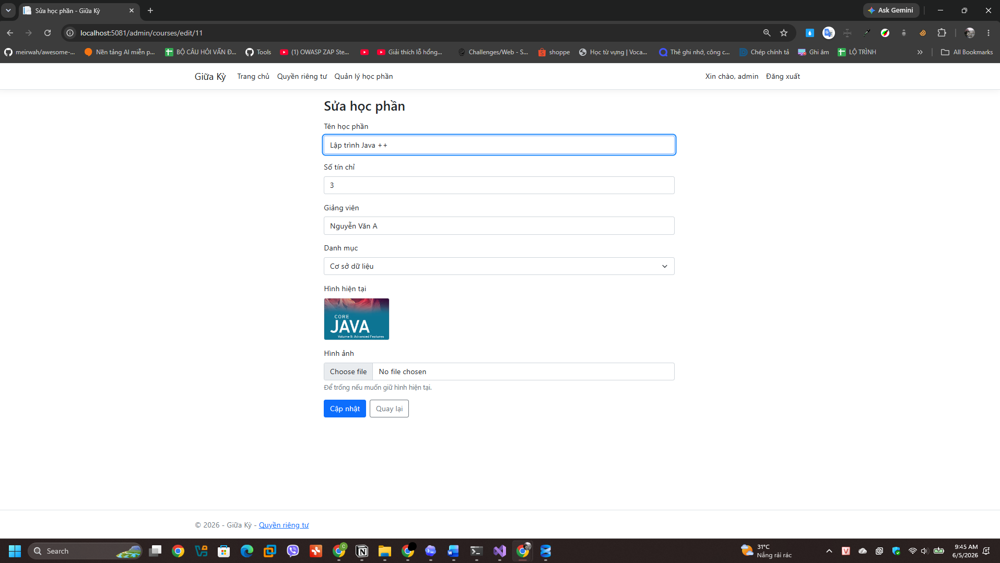 Sửa học phần - Giữa Kỳ
Ask Gemini
localhost:5081/admin/courses/edit/11
meirwah/awesome-...
Nền tảng AI miễn p...
BỘ CÂU HỎI VẤN Đ...
Tools
(1) OWASP ZAP Ste...
Giải thích lỗ hổng...
Challenges/Web - S...
shoppe
Học từ vựng | Voca...
Thẻ ghi nhớ, công c...
Chép chính tả
Ghi âm
LỘ TRÌNH
All Bookmarks
Giữa Kỳ
Trang chủ
Quyền riêng tư
Quản lý học phần
Xin chào, admin
Đăng xuất
Sửa học phần
Tên học phần
Lập trình Java ++
Số tín chỉ
3
Giảng viên
Nguyễn Văn A
Danh mục
Cơ sở dữ liệu
Hình hiện tại
CORE
JAVA
Volume II: Advanced Features
Hình ảnh
Choose file
No file chosen
Để trống nếu muốn giữ hình hiện tại.
Cập nhật
Quay lại
© 2026 - Giữa Kỳ - Quyền riêng tư
Search
31°C
Nắng rải rác
9:45 AM
6/5/2026